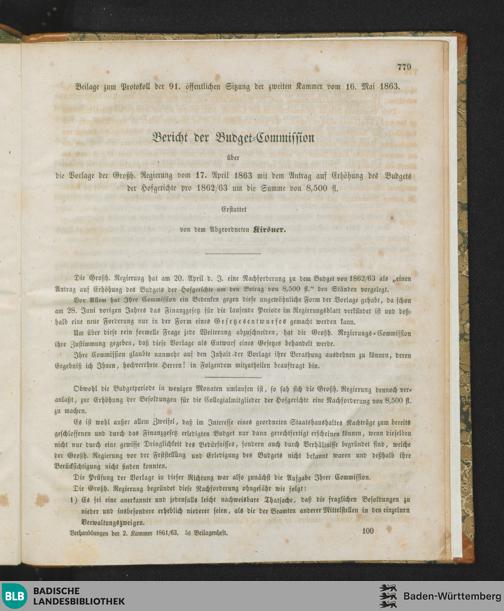 779
Beilage zum Protokoll der 91. öffentlichen Sitzung der zweiten Kammer vom 16. Mai 1863.
Bericht der Budget-Commission
über
die Vorlage der Großh. Regierung vom 17. April 1863 mit dem Antrag auf Erhöhung des Budgets
der Hofgerichte pro 1862/63 um die Summe von 8,500 fl.
Erstattet
von dem Abgeordneten Kirsner.
Die Großh. Regierung hat am 20. April d. J. eine Nachforderung zu dem Budget von 1862/63 als „einen
Antrag auf Erhöhung des Budgets der Hofgerichte um den Betrag von 8,500 fl.“ den Ständen vorgelegt.
Vor Allem hat Ihre Commission ein Bedenken gegen diese ungewöhnliche Form der Vorlage gehabt, da schon
am 28. Juni vorigen Jahres das Finanzgesetz für die laufende Periode im Regierungsblatt verkündet ist und deß-
halb eine neue Forderung nur in der Form eines Gesetzesentwurfes gemacht werden kann.
Um über diese rein formelle Frage jede Weiterung abzuschneiden, hat die Großh. Regierungs-Commission
ihre Zustimmung gegeben, daß diese Vorlage als Entwurf eines Gesetzes behandelt werde.
Ihre Commission glaubte nunmehr auf den Inhalt der Vorlage ihre Berathung ausdehnen zu können, deren
Ergebniß ich Ihnen, hochverehrte Herren! in Folgendem mitzutheilen beauftragt bin.
Obwohl die Budgetperiode in wenigen Monaten umlaufen ist, so sah sich die Großh. Regierung dennoch ver-
anlaßt, zur Erhöhung der Besoldungen für die Collegialmitglieder der Hofgerichte eine Nachforderung von 8,500 fl.
zu machen.
Es ist wohl außer allem Zweifel, daß im Interesse eines geordneten Staatshaushaltes Nachträge zum bereits
geschlossenen und durch das Finanzgesetz erledigten Budget nur dann gerechtfertigt erscheinen können, wenn dieselben
nicht nur durch eine gewisse Dringlichkeit des Bedürfnisses, sondern auch durch Verhältnisse begründet sind, welche
der Großh. Regierung vor der Feststellung und Erledigung des Budgets nicht bekannt waren und deßhalb ihre
Berücksichtigung nicht finden konnten.
Die Prüfung der Vorlage in dieser Richtung war also zunächst die Aufgabe Ihrer Commission.
Die Großh. Regierung begründet diese Nachforderung ohngefähr wie folgt:
1) Es sei eine anerkannte und jedenfalls leicht nachweisbare Thatsache, daß die fraglichen Besoldungen zu
nieder und insbesondere erheblich niederer seien, als die der Beamten anderer Mittelstellen in den einzelnen
Verwaltungszweigen.
Verhandlungen der 2. Kammer 1861/63. 5s Beilagenheft.
100
BLB
BADISCHE
LANDESBIBLIOTHEK
Baden-Württemberg